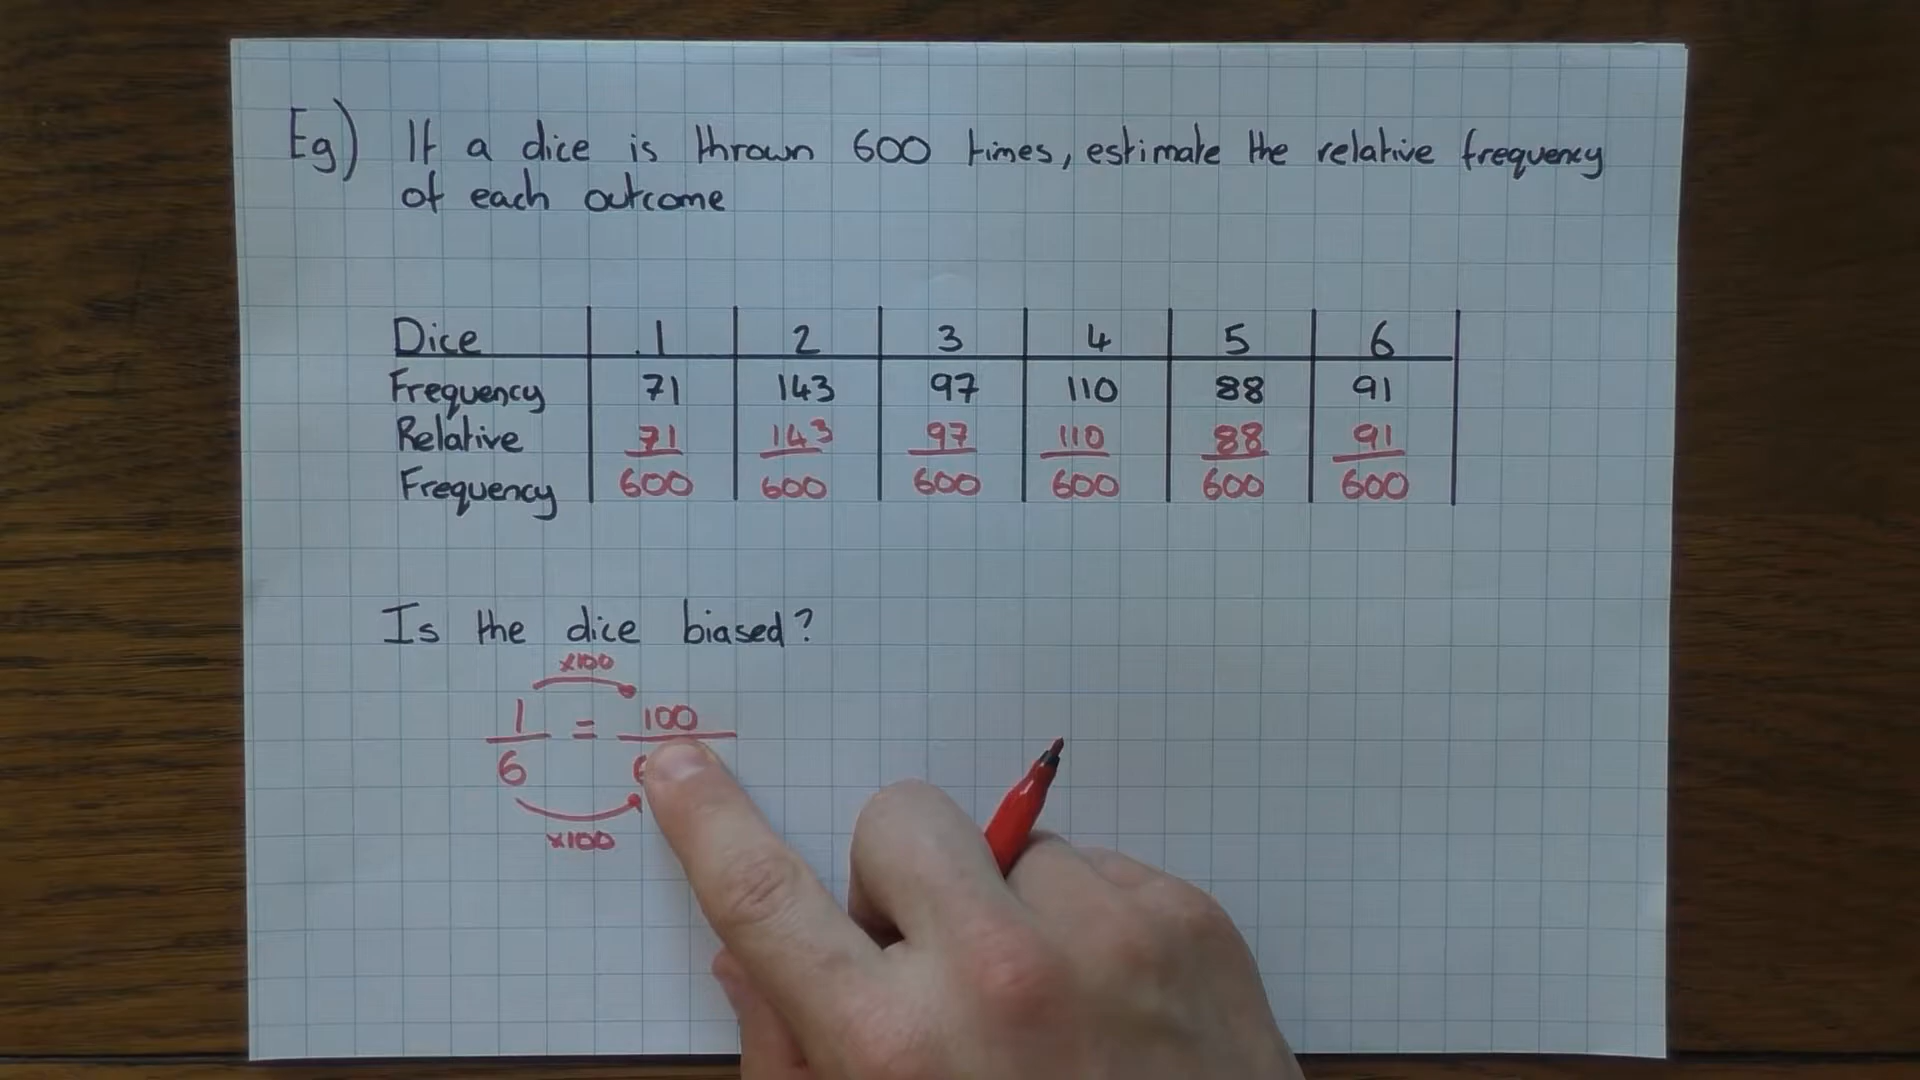 Eg) If a dice is thrown 600 times, estimate the relative frequency
of each outcome
Dice 1 2 3 4 5 6
Frequency 71 143 97 110 88 91
Relative 71 143 97 110 88 91
Frequency 600 600 600 600 600 600
Is the dice biased?
x100
1 = 100
6
x100